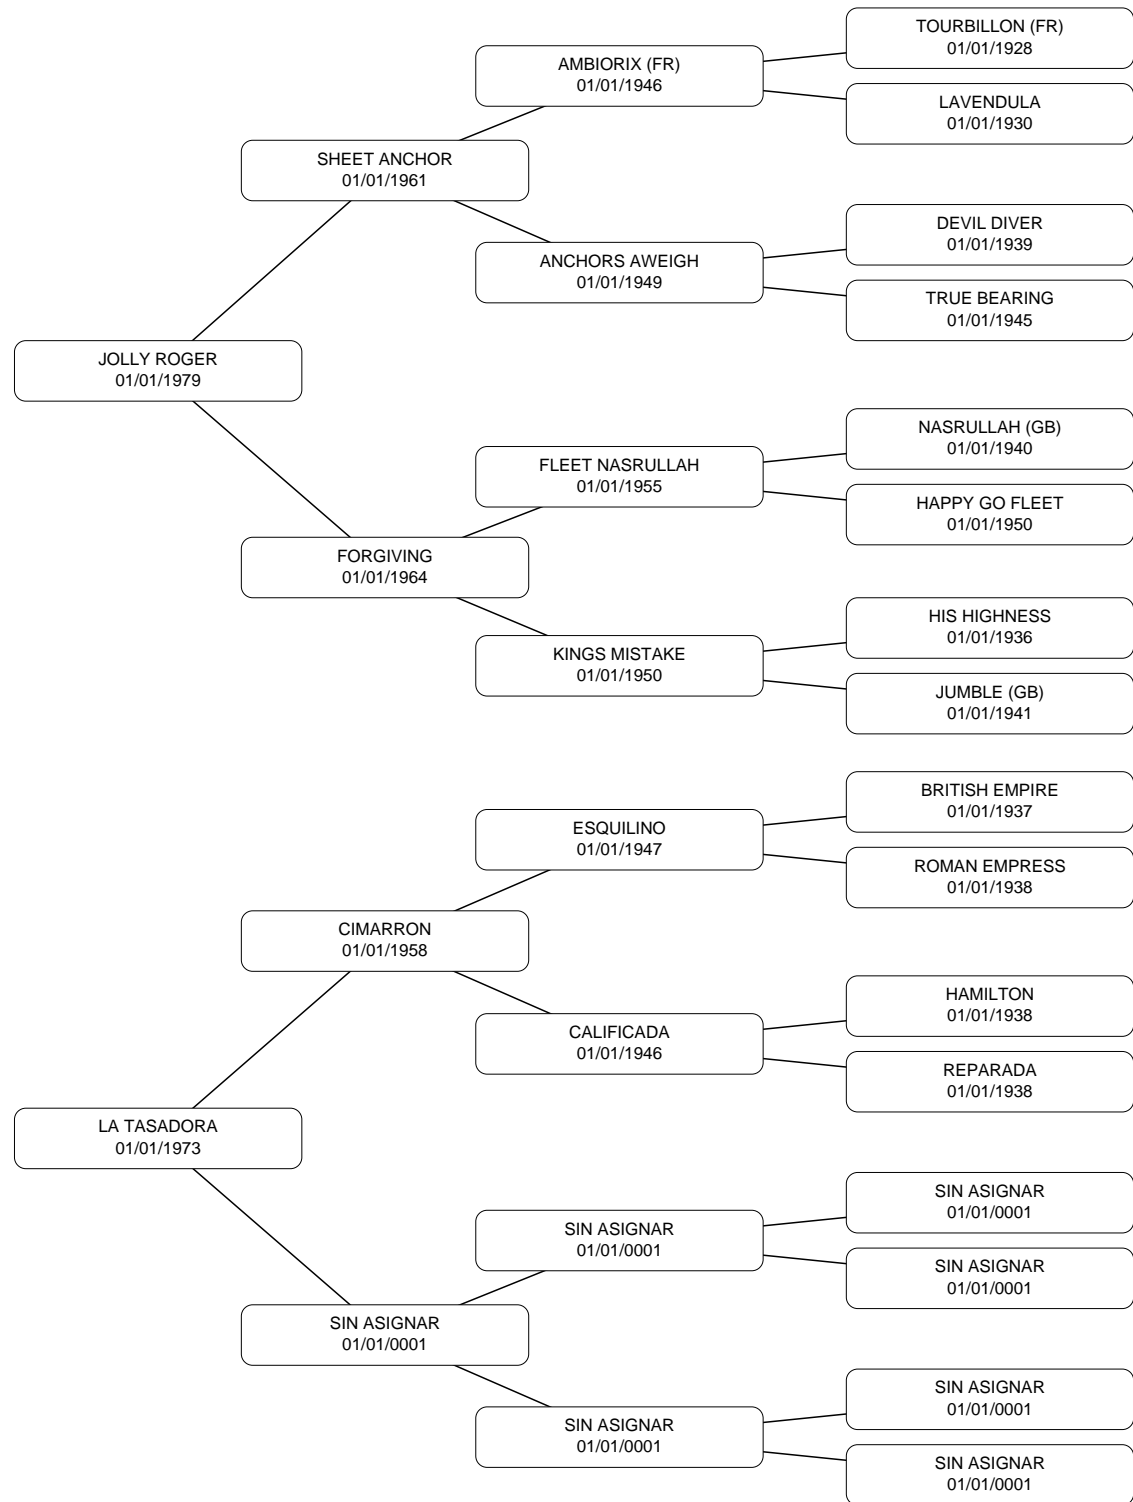 TOURBILLON (FR)
01/01/1928
AMBIORIX (FR)
01/01/1946
LAVENDULA
01/01/1930
SHEET ANCHOR
01/01/1961
DEVIL DIVER
01/01/1939
ANCHORS AWEIGH
01/01/1949
TRUE BEARING
01/01/1945
JOLLY ROGER
01/01/1979
NASRULLAH (GB)
01/01/1940
FLEET NASRULLAH
01/01/1955
HAPPY GO FLEET
01/01/1950
FORGIVING
01/01/1964
HIS HIGHNESS
01/01/1936
KINGS MISTAKE
01/01/1950
JUMBLE (GB)
01/01/1941
BRITISH EMPIRE
01/01/1937
ESQUILINO
01/01/1947
ROMAN EMPRESS
01/01/1938
CIMARRON
01/01/1958
HAMILTON
01/01/1938
CALIFICADA
01/01/1946
REPARADA
01/01/1938
LA TASADORA
01/01/1973
SIN ASIGNAR
01/01/0001
SIN ASIGNAR
01/01/0001
SIN ASIGNAR
01/01/0001
SIN ASIGNAR
01/01/0001
SIN ASIGNAR
01/01/0001
SIN ASIGNAR
01/01/0001
SIN ASIGNAR
01/01/0001